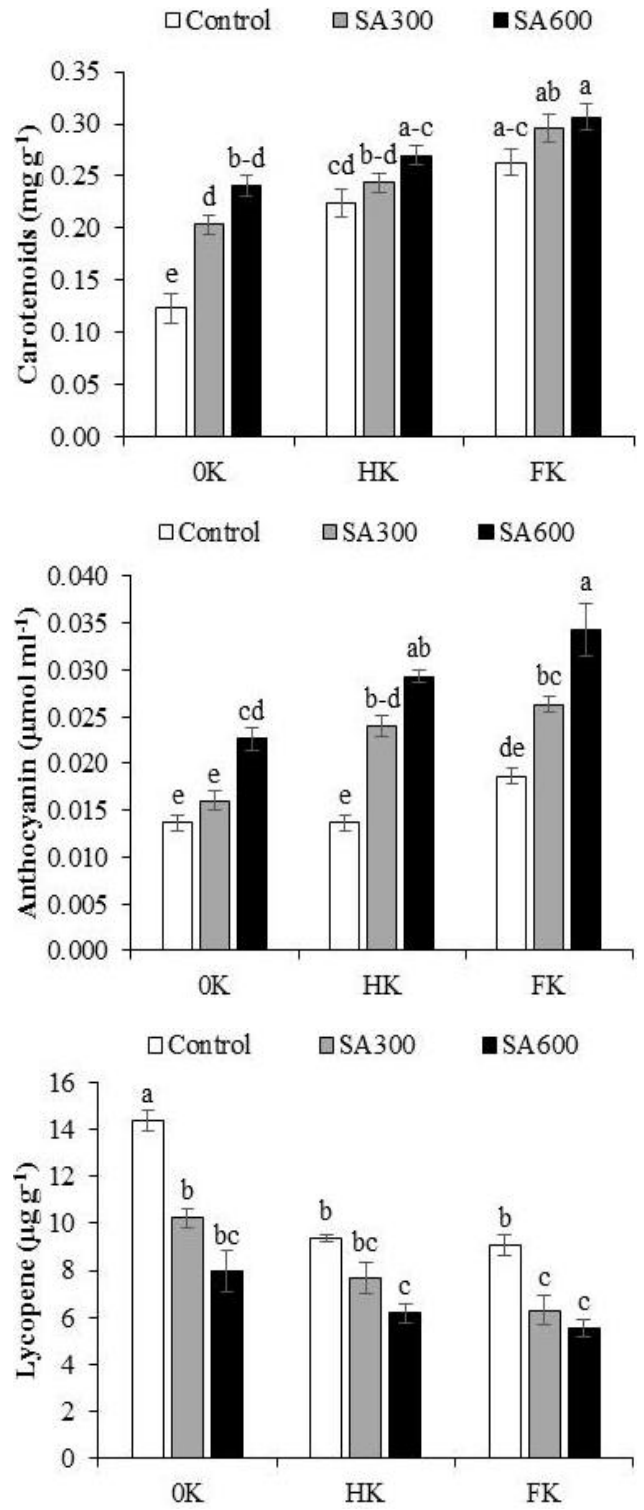 Control SA300 SA600
Carotenoids (mg g-1)
0.35
0.30
0.25
0.20
0.15
0.10
0.05
0.00
e d b-d cd b-d a-c a-c ab a
0K HK FK
Control SA300 SA600
Anthocyanin (µmol ml-1)
0.040
0.035
0.030
0.025
0.020
0.015
0.010
0.005
0.000
e e cd e b-d ab de bc a
0K HK FK
Control SA300 SA600
Lycopene (µg g-1)
16
14
12
10
8
6
4
2
0
a b bc b bc c b c c
0K HK FK